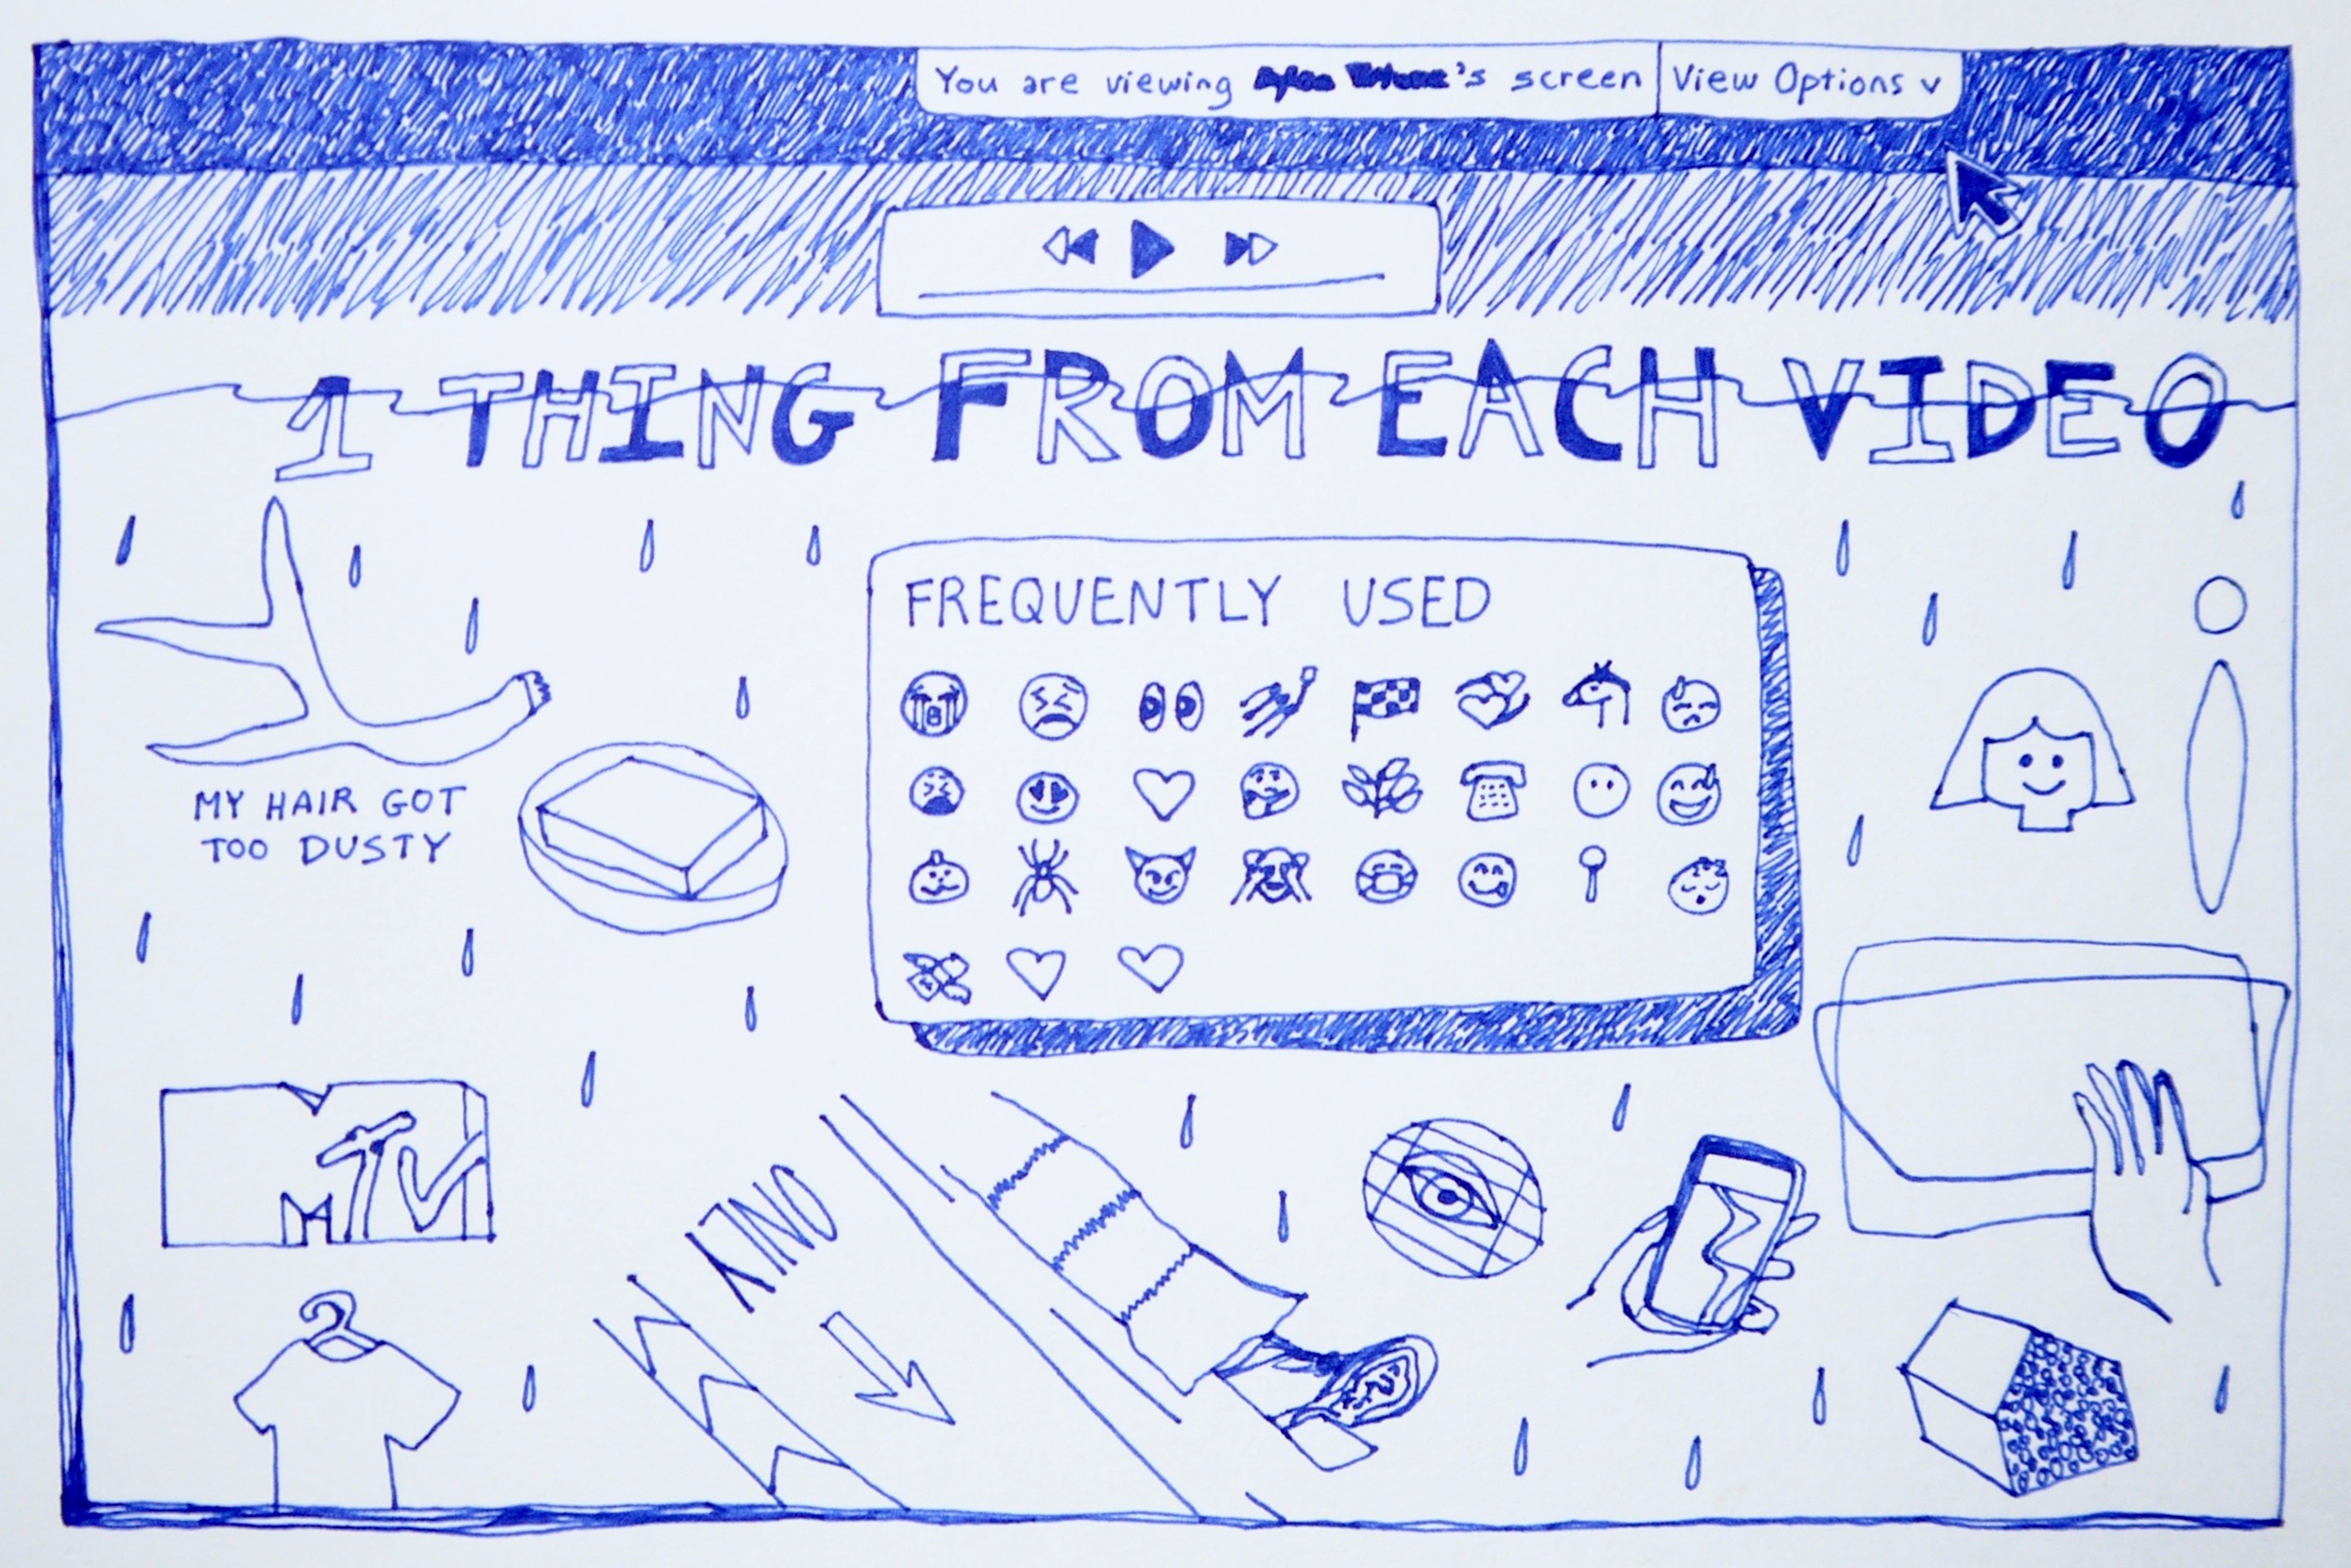 You are viewing 's screen View Options v
1 THING FROM EACH VIDEO
FREQUENTLY USED
MY HAIR GOT
TOO DUSTY
MTV
ONLY